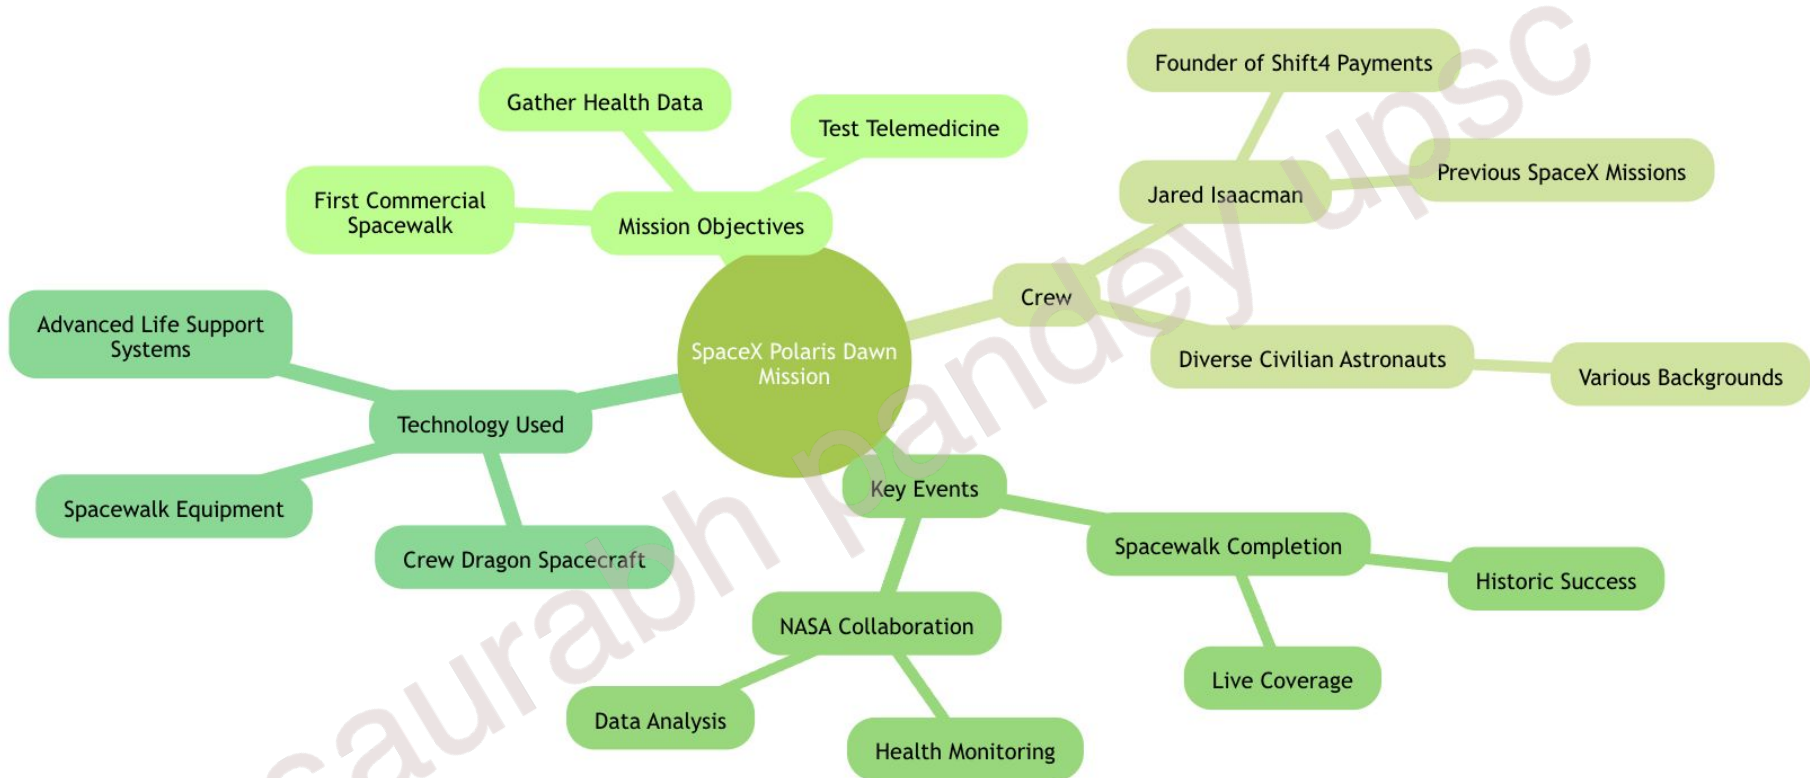 SpaceX Polaris Dawn
Mission
Mission Objectives
First Commercial
Spacewalk
Gather Health Data
Test Telemedicine
Crew
Jared Isaacman
Founder of Shift4 Payments
Previous SpaceX Missions
Diverse Civilian Astronauts
Various Backgrounds
Key Events
Spacewalk Completion
Historic Success
Live Coverage
NASA Collaboration
Data Analysis
Health Monitoring
Technology Used
Advanced Life Support
Systems
Spacewalk Equipment
Crew Dragon Spacecraft
saurabh pandey upsc